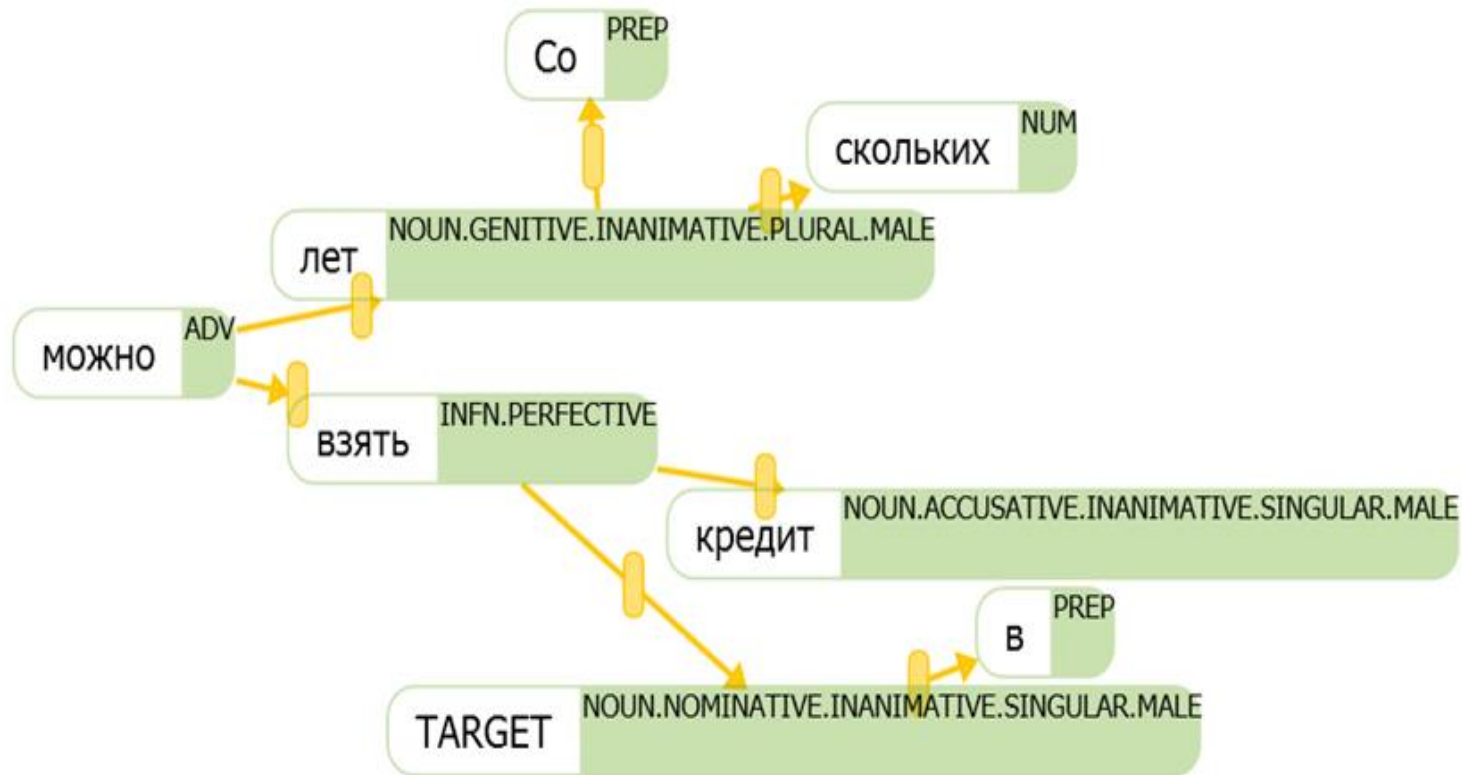 Со PREP
скольких NUM
лет NOUN.GENITIVE.INANIMATIVE.PLURAL.MALE
можно ADV
взять INFN.PERFECTIVE
кредит NOUN.ACCUSATIVE.INANIMATIVE.SINGULAR.MALE
в PREP
TARGET NOUN.NOMINATIVE.INANIMATIVE.SINGULAR.MALE